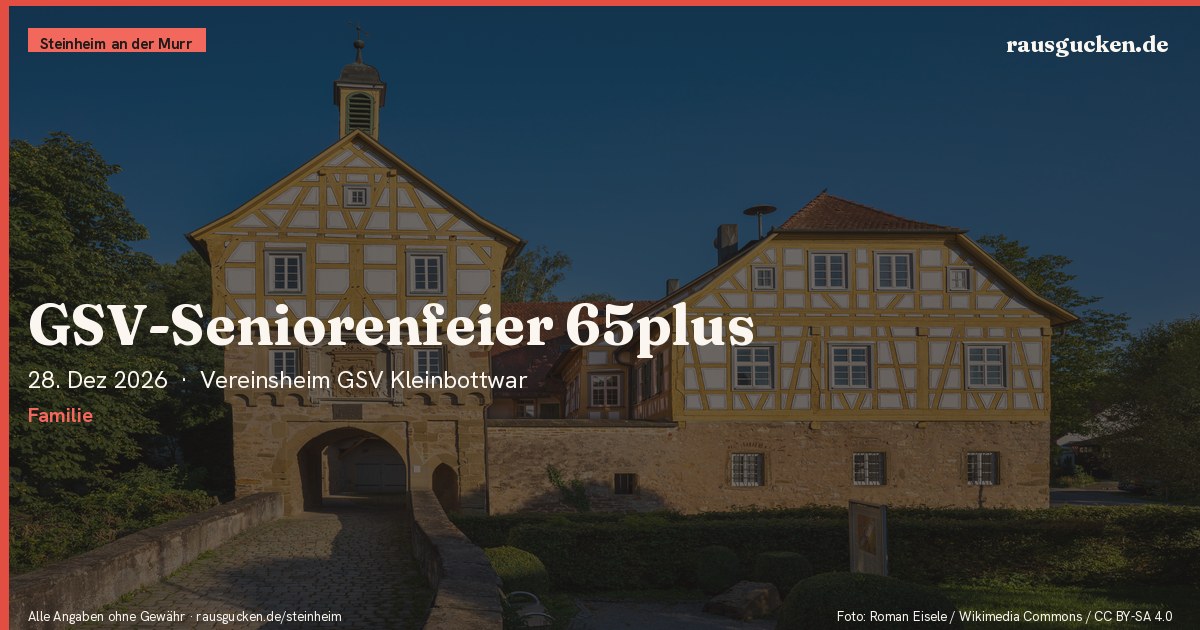 Steinheim an der Murr
rausgucken.de
GSV-Seniorenfeier 65plus
28. Dez 2026 · Vereinsheim GSV Kleinbottwar
Familie
Alle Angaben ohne Gewähr · rausgucken.de/steinheim
Foto: Roman Eisele / Wikimedia Commons / CC BY-SA 4.0